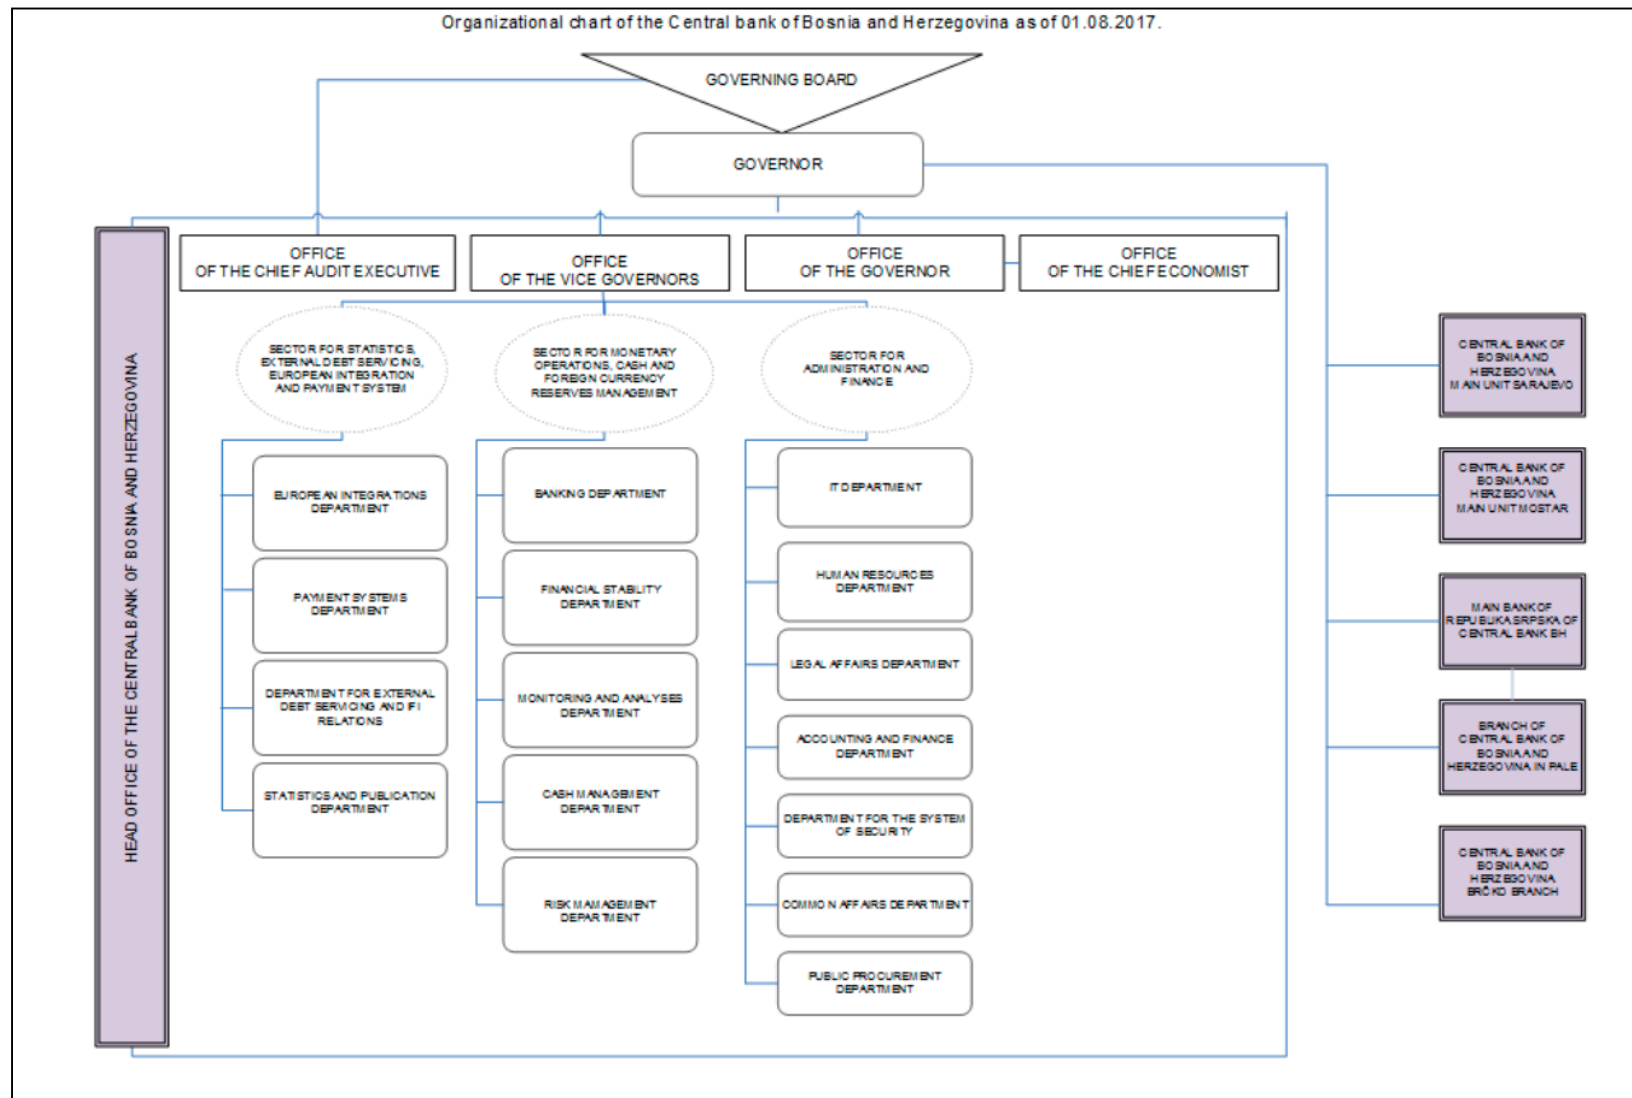 Organizational chart of the Central bank of Bosnia and Herzegovina as of 01.08.2017.
GOVERNING BOARD
GOVERNOR
HEAD OFFICE OF THE CENTRAL BANK OF BOSNIA AND HERZEGOVINA
OFFICE
OF THE CHIEF AUDIT EXECUTIVE
OFFICE
OF THE VICE GOVERNORS
OFFICE
OF THE GOVERNOR
OFFICE
OF THE CHIEF ECONOMIST
SECTOR FOR STATISTICS,
EXTERNAL DEBT SERVICING,
EUROPEAN INTEGRATION
AND PAYMENT SYSTEM
SECTOR FOR MONETARY
OPERATIONS, CASH AND
FOREIGN CURRENCY
RESERVES MANAGEMENT
SECTOR FOR
ADMINISTRATION AND
FINANCE
EUROPEAN INTEGRATIONS
DEPARTMENT
PAYMENT SYSTEMS
DEPARTMENT
DEPARTMENT FOR EXTERNAL
DEBT SERVICING AND IFI
RELATIONS
STATISTICS AND PUBLICATION
DEPARTMENT
BANKING DEPARTMENT
FINANCIAL STABILITY
DEPARTMENT
MONITORING AND ANALYSES
DEPARTMENT
CASH MANAGEMENT
DEPARTMENT
RISK MAMAGEMENT
DEPARTMENT
IT DEPARTMENT
HUMAN RESOURCES
DEPARTMENT
LEGAL AFFAIRS DEPARTMENT
ACCOUNTING AND FINANCE
DEPARTMENT
DEPARTMENT FOR THE SYSTEM
OF SECURITY
COMMON AFFAIRS DEPARTMENT
PUBLIC PROCUREMENT
DEPARTMENT
CENTRAL BANK OF
BOSNIA AND
HERZEGOVINA
MAIN UNIT SARAJEVO
CENTRAL BANK OF
BOSNIA AND
HERZEGOVINA
MAIN UNIT MOSTAR
MAIN BANK OF
REPUBLIKA SRPSKA OF
CENTRAL BANK BH
BRANCH OF
CENTRAL BANK OF
BOSNIA AND
HERZEGOVINA IN PALE
CENTRAL BANK OF
BOSNIA AND
HERZEGOVINA
BRČKO BRANCH